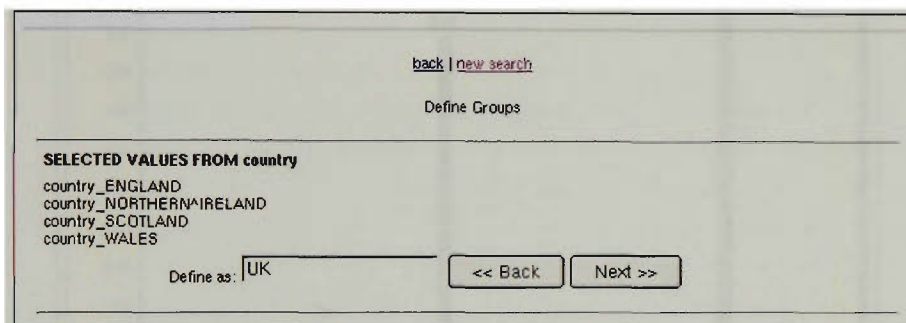 back | new search
Define Groups
SELECTED VALUES FROM country
country_ENGLAND
country_NORTHERN^IRELAND
country_SCOTLAND
country_WALES
Define as: UK << Back Next >>